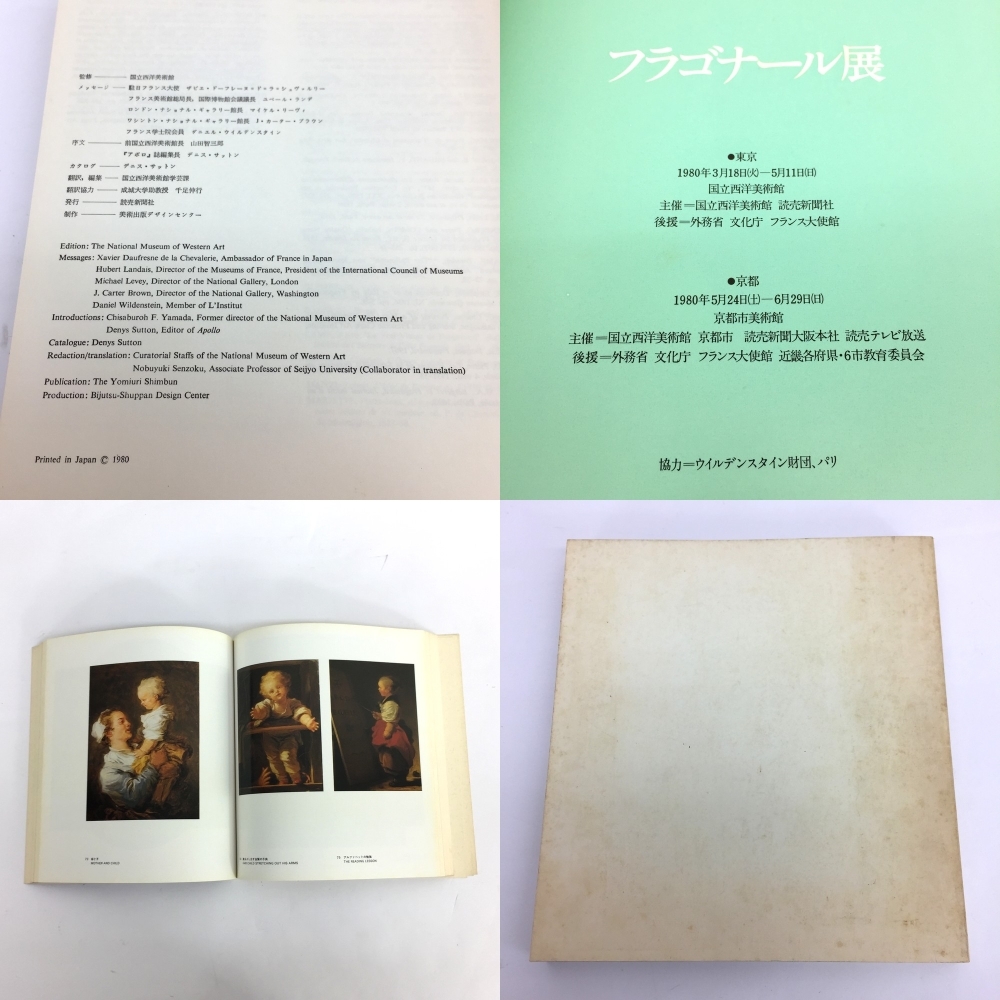 監修 ——— 国立西洋美術館
メッセージ —— 駐日フランス大使 ザビエ・ドーフレーヌ・ド・ラ・シュヴァルリー
フランス美術館総局長, 国際博物館会議議長 ユベール・ランデ
ロンドン・ナショナル・ギャラリー館長 マイケル・リーヴィ
ワシントン・ナショナル・ギャラリー館長 J・カーター・ブラウン
フランス学士院会員 ダニエル・ウイルデンスタイン
序文 ——— 前国立西洋美術館長 山田智三郎
『アポロ』誌編集長 デニス・サットン
カタログ —— デニス・サットン
翻訳, 編集 —— 国立西洋美術館学芸課
翻訳協力 —— 成城大学助教授 千足伸行
発行 ——— 読売新聞社
制作 ——— 美術出版デザインセンター
Edition: The National Museum of Western Art
Messages: Xavier Daufresne de la Chevalerie, Ambassador of France in Japan
Hubert Landais, Director of the Museums of France, President of the International Council of Museums
Michael Levey, Director of the National Gallery, London
J. Carter Brown, Director of the National Gallery, Washington
Daniel Wildenstein, Member of L'Institut
Introductions: Chisaburoh F. Yamada, Former director of the National Museum of Western Art
Denys Sutton, Editor of Apollo
Catalogue: Denys Sutton
Redaction/translation: Curatorial Staffs of the National Museum of Western Art
Nobuyuki Senzoku, Associate Professor of Seijyo University (Collaborator in translation)
Publication: The Yomiuri Shimbun
Production: Bijutsu-Shuppan Design Center
Printed in Japan © 1980
フラゴナール展
●東京
1980年3月18日(火)—5月11日(日)
国立西洋美術館
主催=国立西洋美術館 読売新聞社
後援=外務省 文化庁 フランス大使館
●京都
1980年5月24日(土)—6月29日(日)
京都市美術館
主催=国立西洋美術館 京都市 読売新聞大阪本社 読売テレビ放送
後援=外務省 文化庁 フランス大使館 近畿各府県・6市教育委員会
協力=ウイルデンスタイン財団、パリ
MOTHER AND CHILD
THE READING LESSON